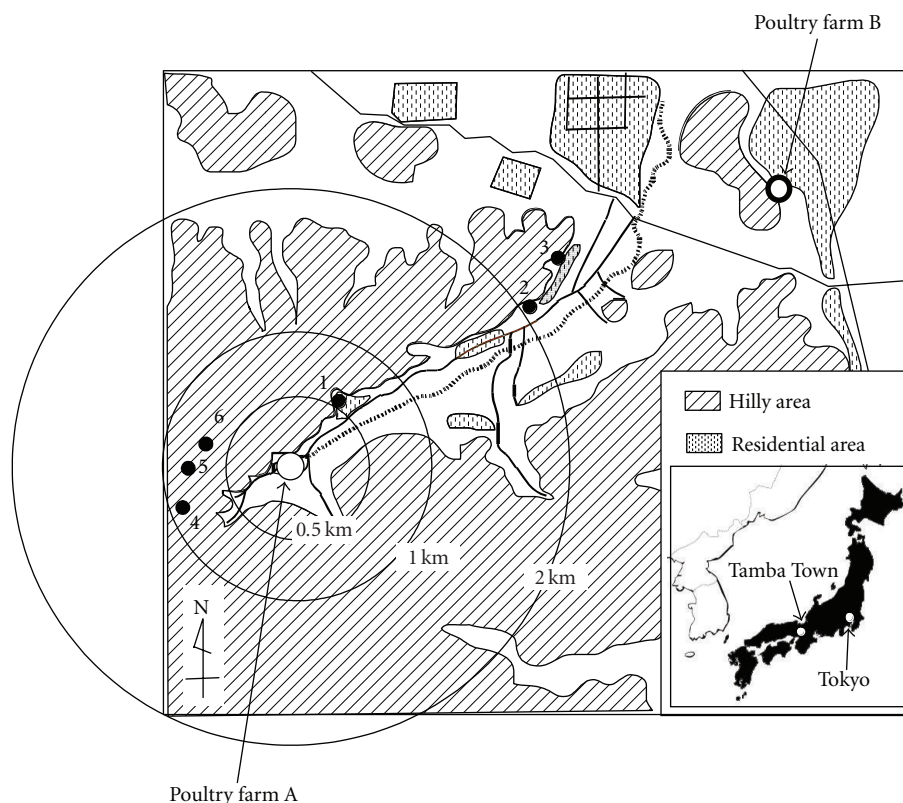 Poultry farm B
3
2
1
6
5
4
0.5 km
1 km
2 km
N
Hilly area
Residential area
Tamba Town
Tokyo
Poultry farm A